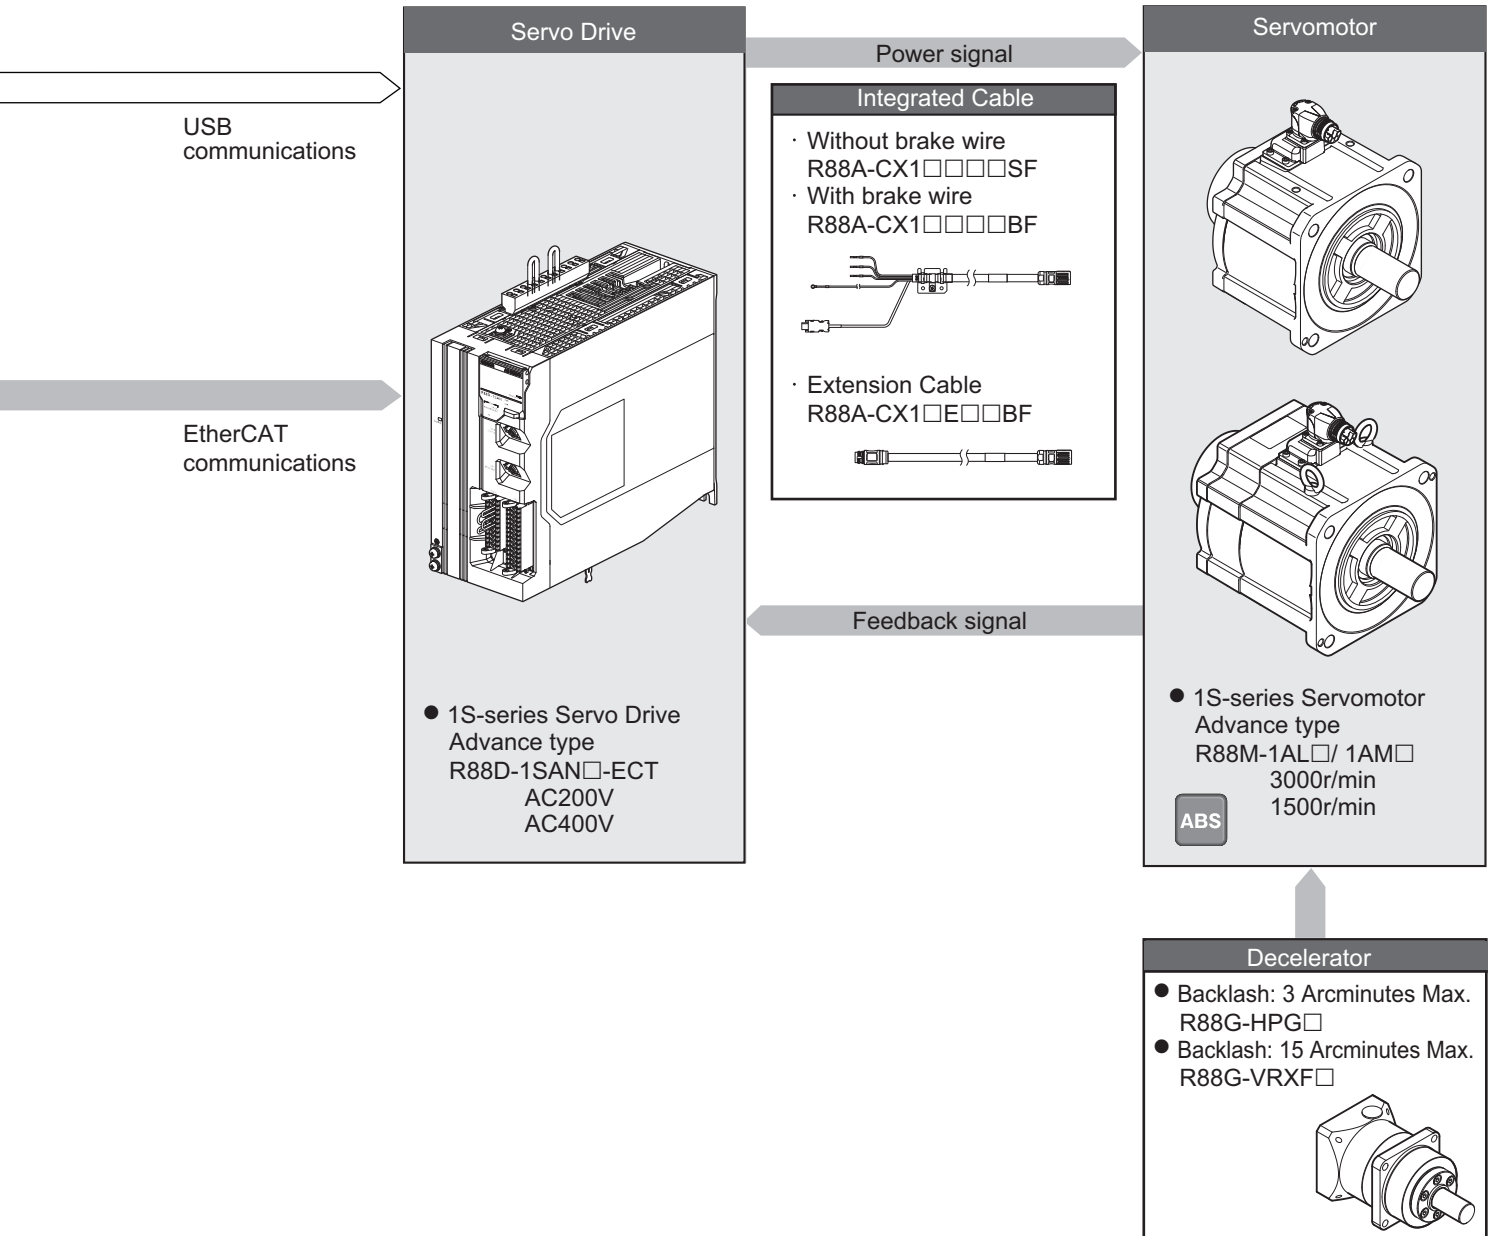 USB
communications
EtherCAT
communications
Servo Drive
● 1S-series Servo Drive
Advance type
R88D-1SAN□-ECT
AC200V
AC400V
Power signal
Integrated Cable
· Without brake wire
R88A-CX1□□□□SF
· With brake wire
R88A-CX1□□□□BF
· Extension Cable
R88A-CX1□E□□BF
Feedback signal
Servomotor
● 1S-series Servomotor
Advance type
R88M-1AL□/ 1AM□
3000r/min
1500r/min
ABS
Decelerator
● Backlash: 3 Arcminutes Max.
R88G-HPG□
● Backlash: 15 Arcminutes Max.
R88G-VRXF□